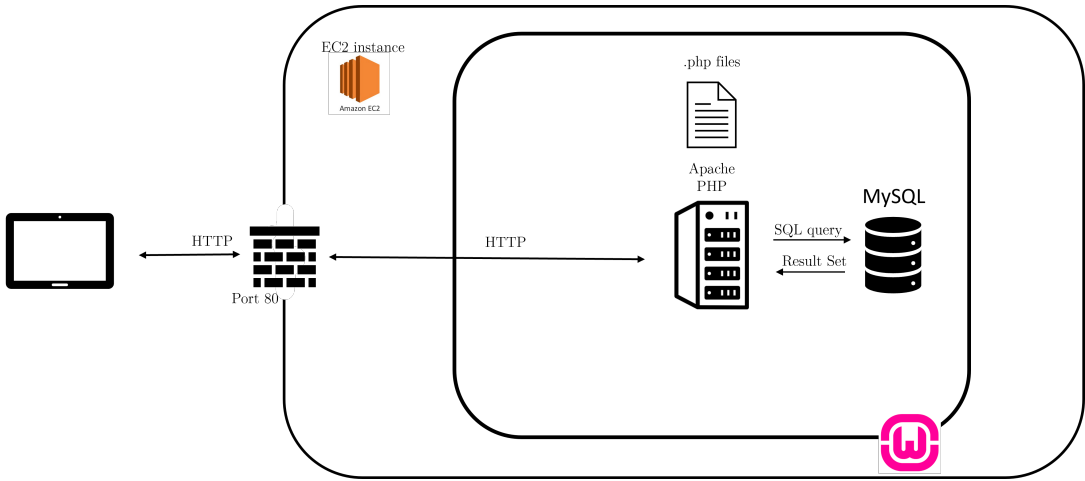 EC2 instance
Amazon EC2
.php files
Apache
PHP
MySQL
SQL query
Result Set
HTTP
HTTP
Port 80
W